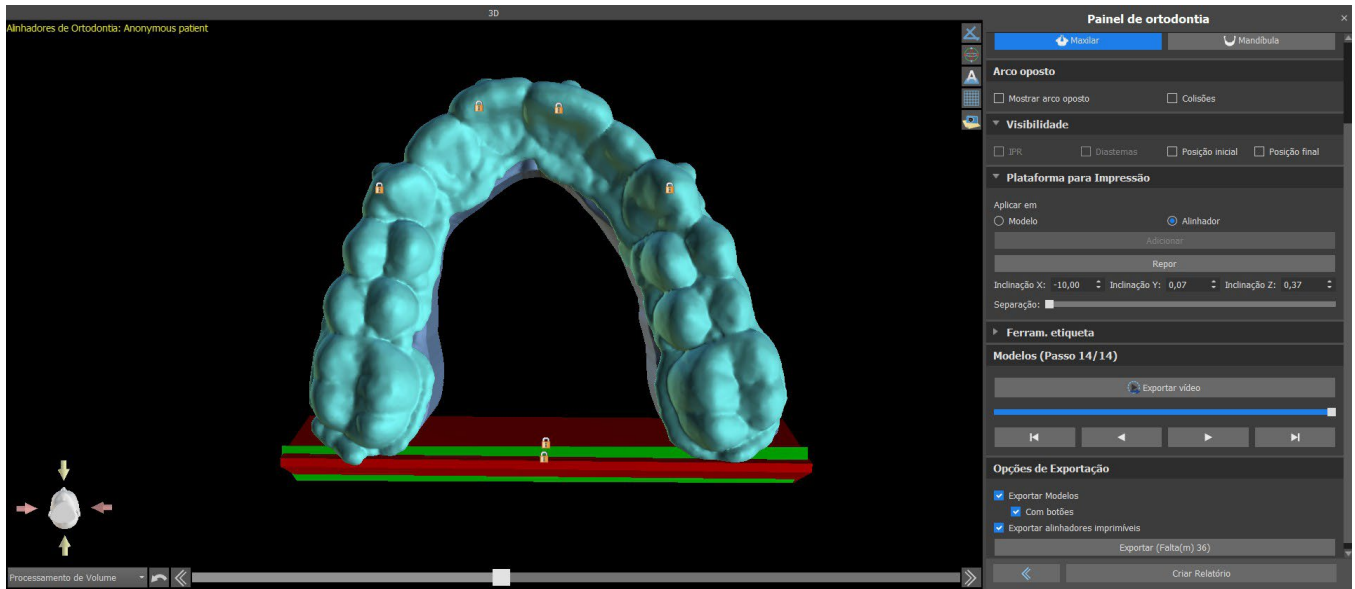 3D
Alinhadores de Ortodontia: Anonymous patient
A
Processamento de Volume
Painel de ortodontia
Maxilar
Mandíbula
Arco oposto
Mostrar arco oposto
Colisões
Visibilidade
IPR
Diastemas
Posição inicial
Posição final
Plataforma para Impressão
Aplicar em
Modelo
Alinhador
Adicionar
Repor
Inclinação X: -10,00
Inclinação Y: 0,07
Inclinação Z: 0,37
Separação:
Ferram. etiqueta
Modelos (Passo 14/14)
Exportar vídeo
Opções de Exportação
Exportar Modelos
Com botões
Exportar alinhadores imprimíveis
Exportar (Falta(m) 36)
Criar Relatório